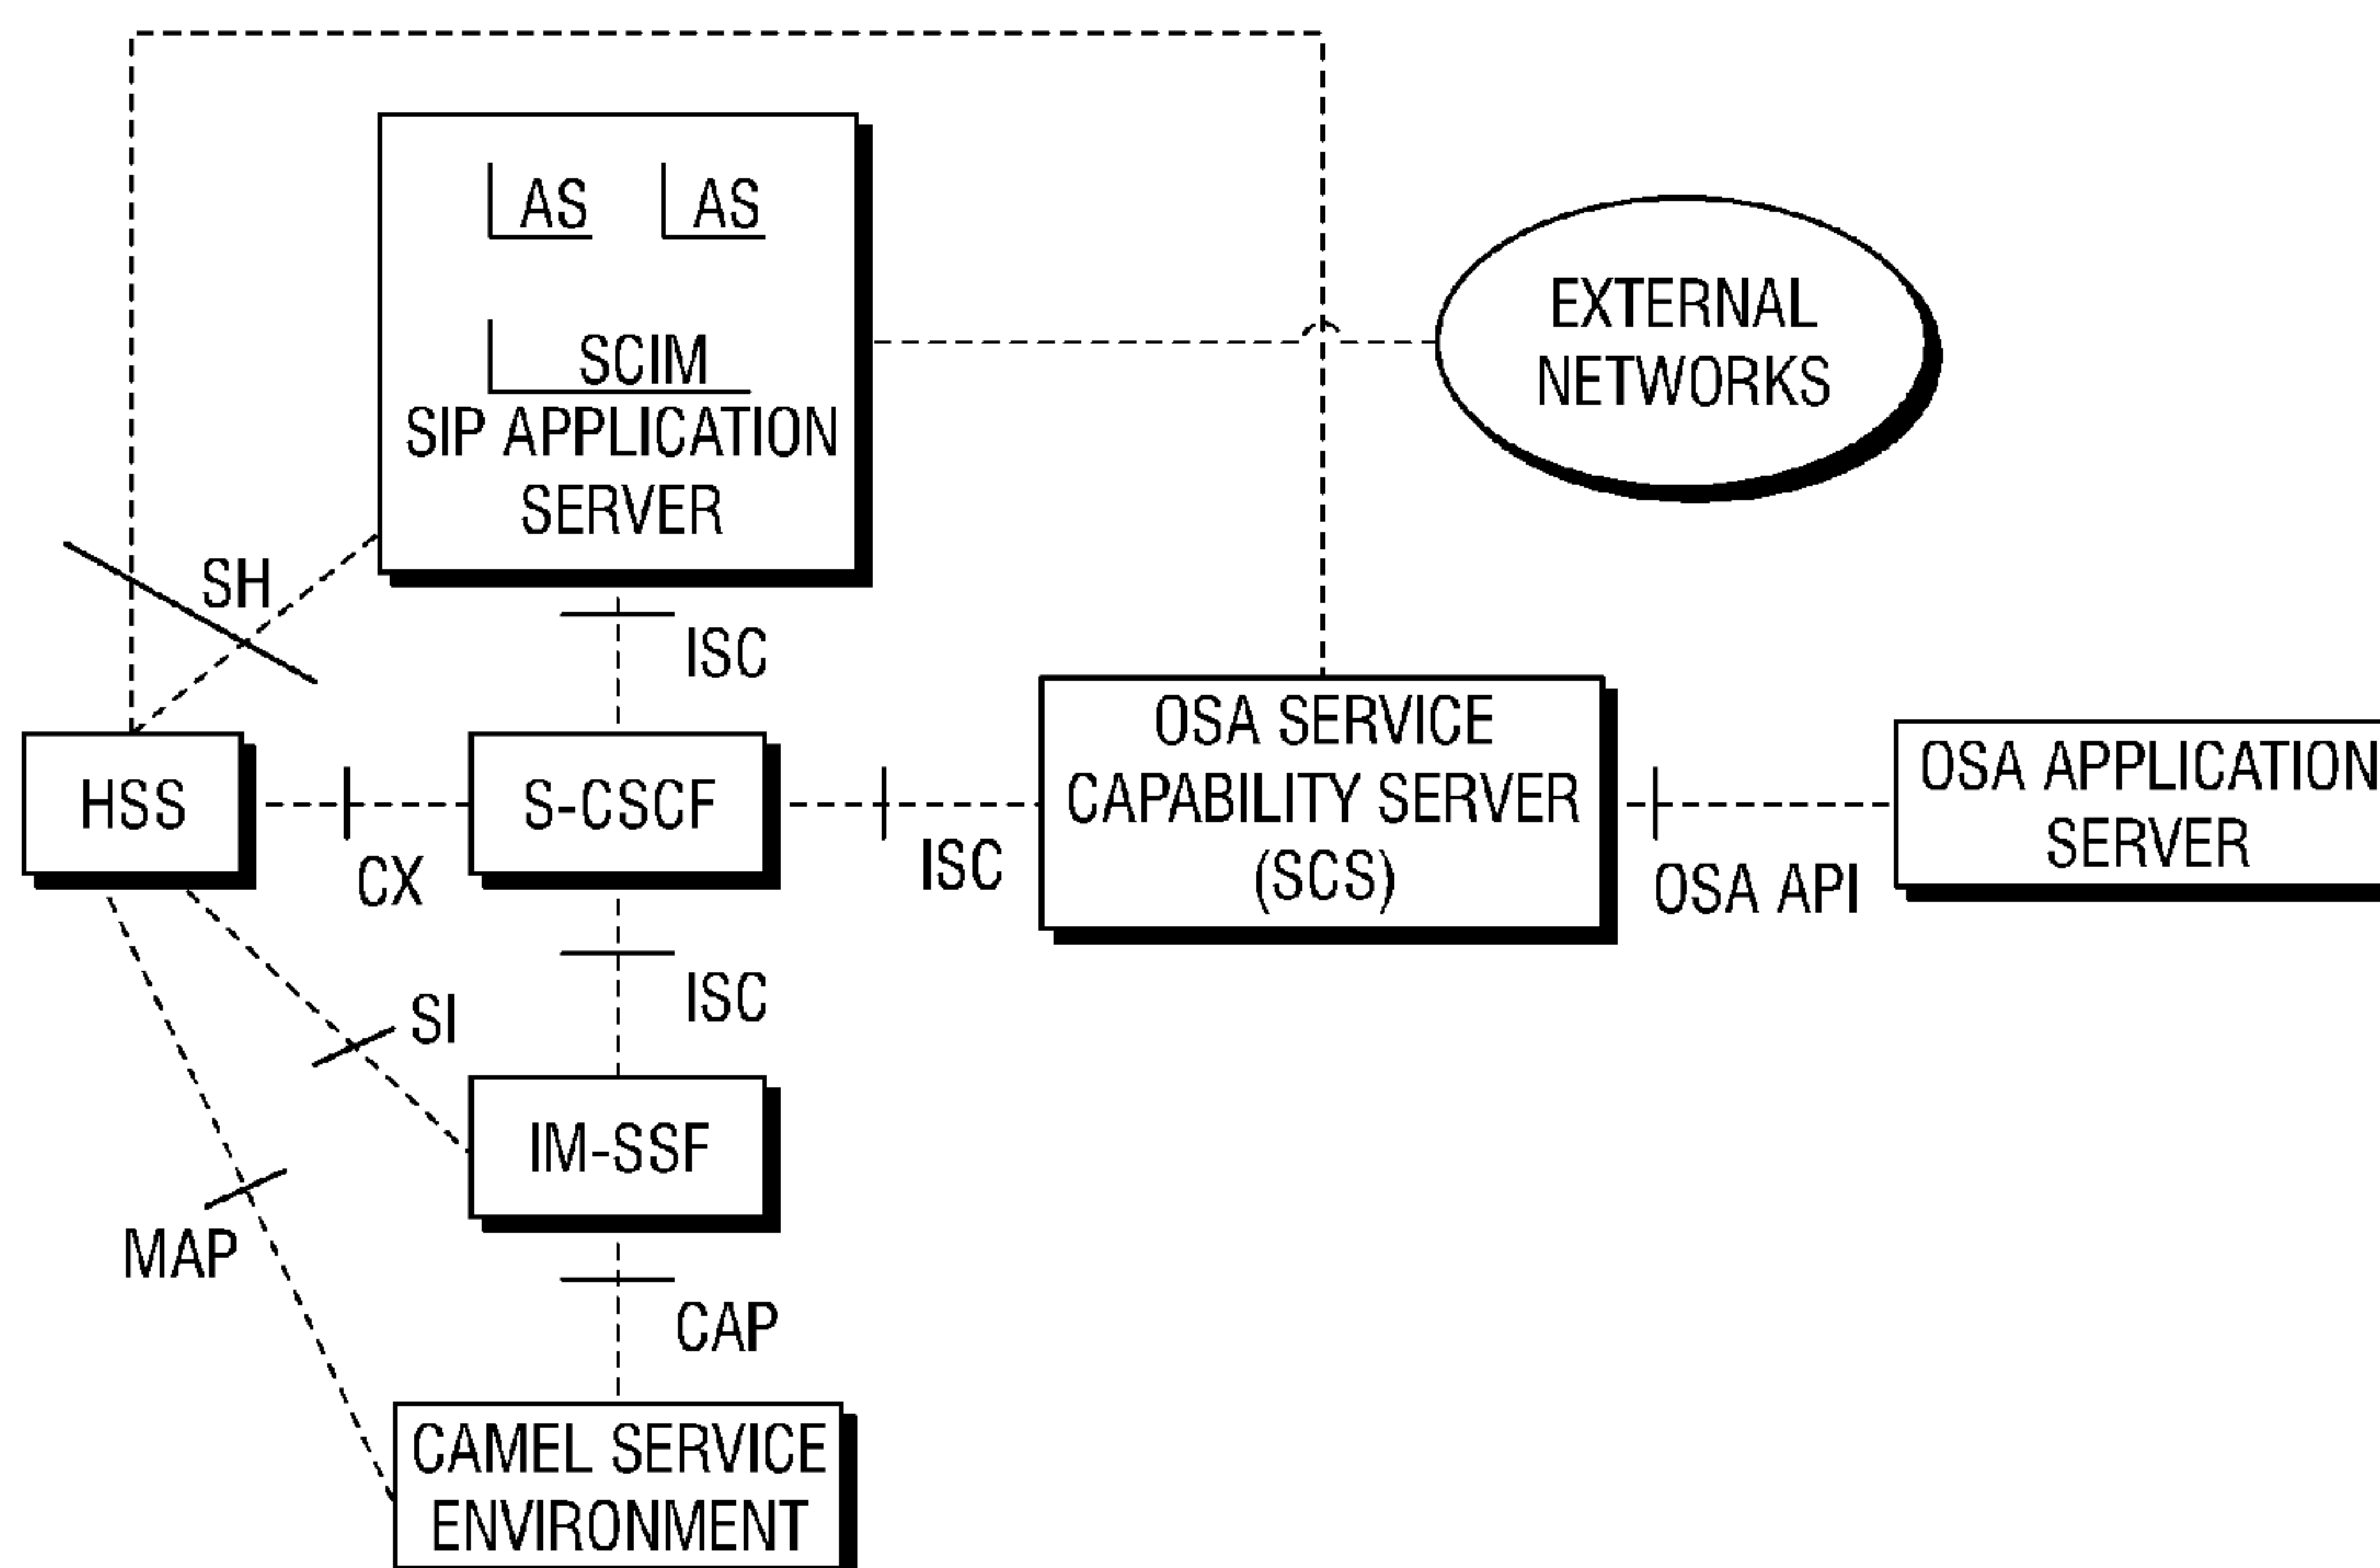 AS
AS
SCIM
SIP APPLICATION
SERVER
EXTERNAL
NETWORKS
SH
ISC
HSS
CX
S-CSCF
ISC
OSA SERVICE
CAPABILITY SERVER
(SCS)
OSA API
OSA APPLICATION
SERVER
ISC
SI
IM-SSF
MAP
CAP
CAMEL SERVICE
ENVIRONMENT